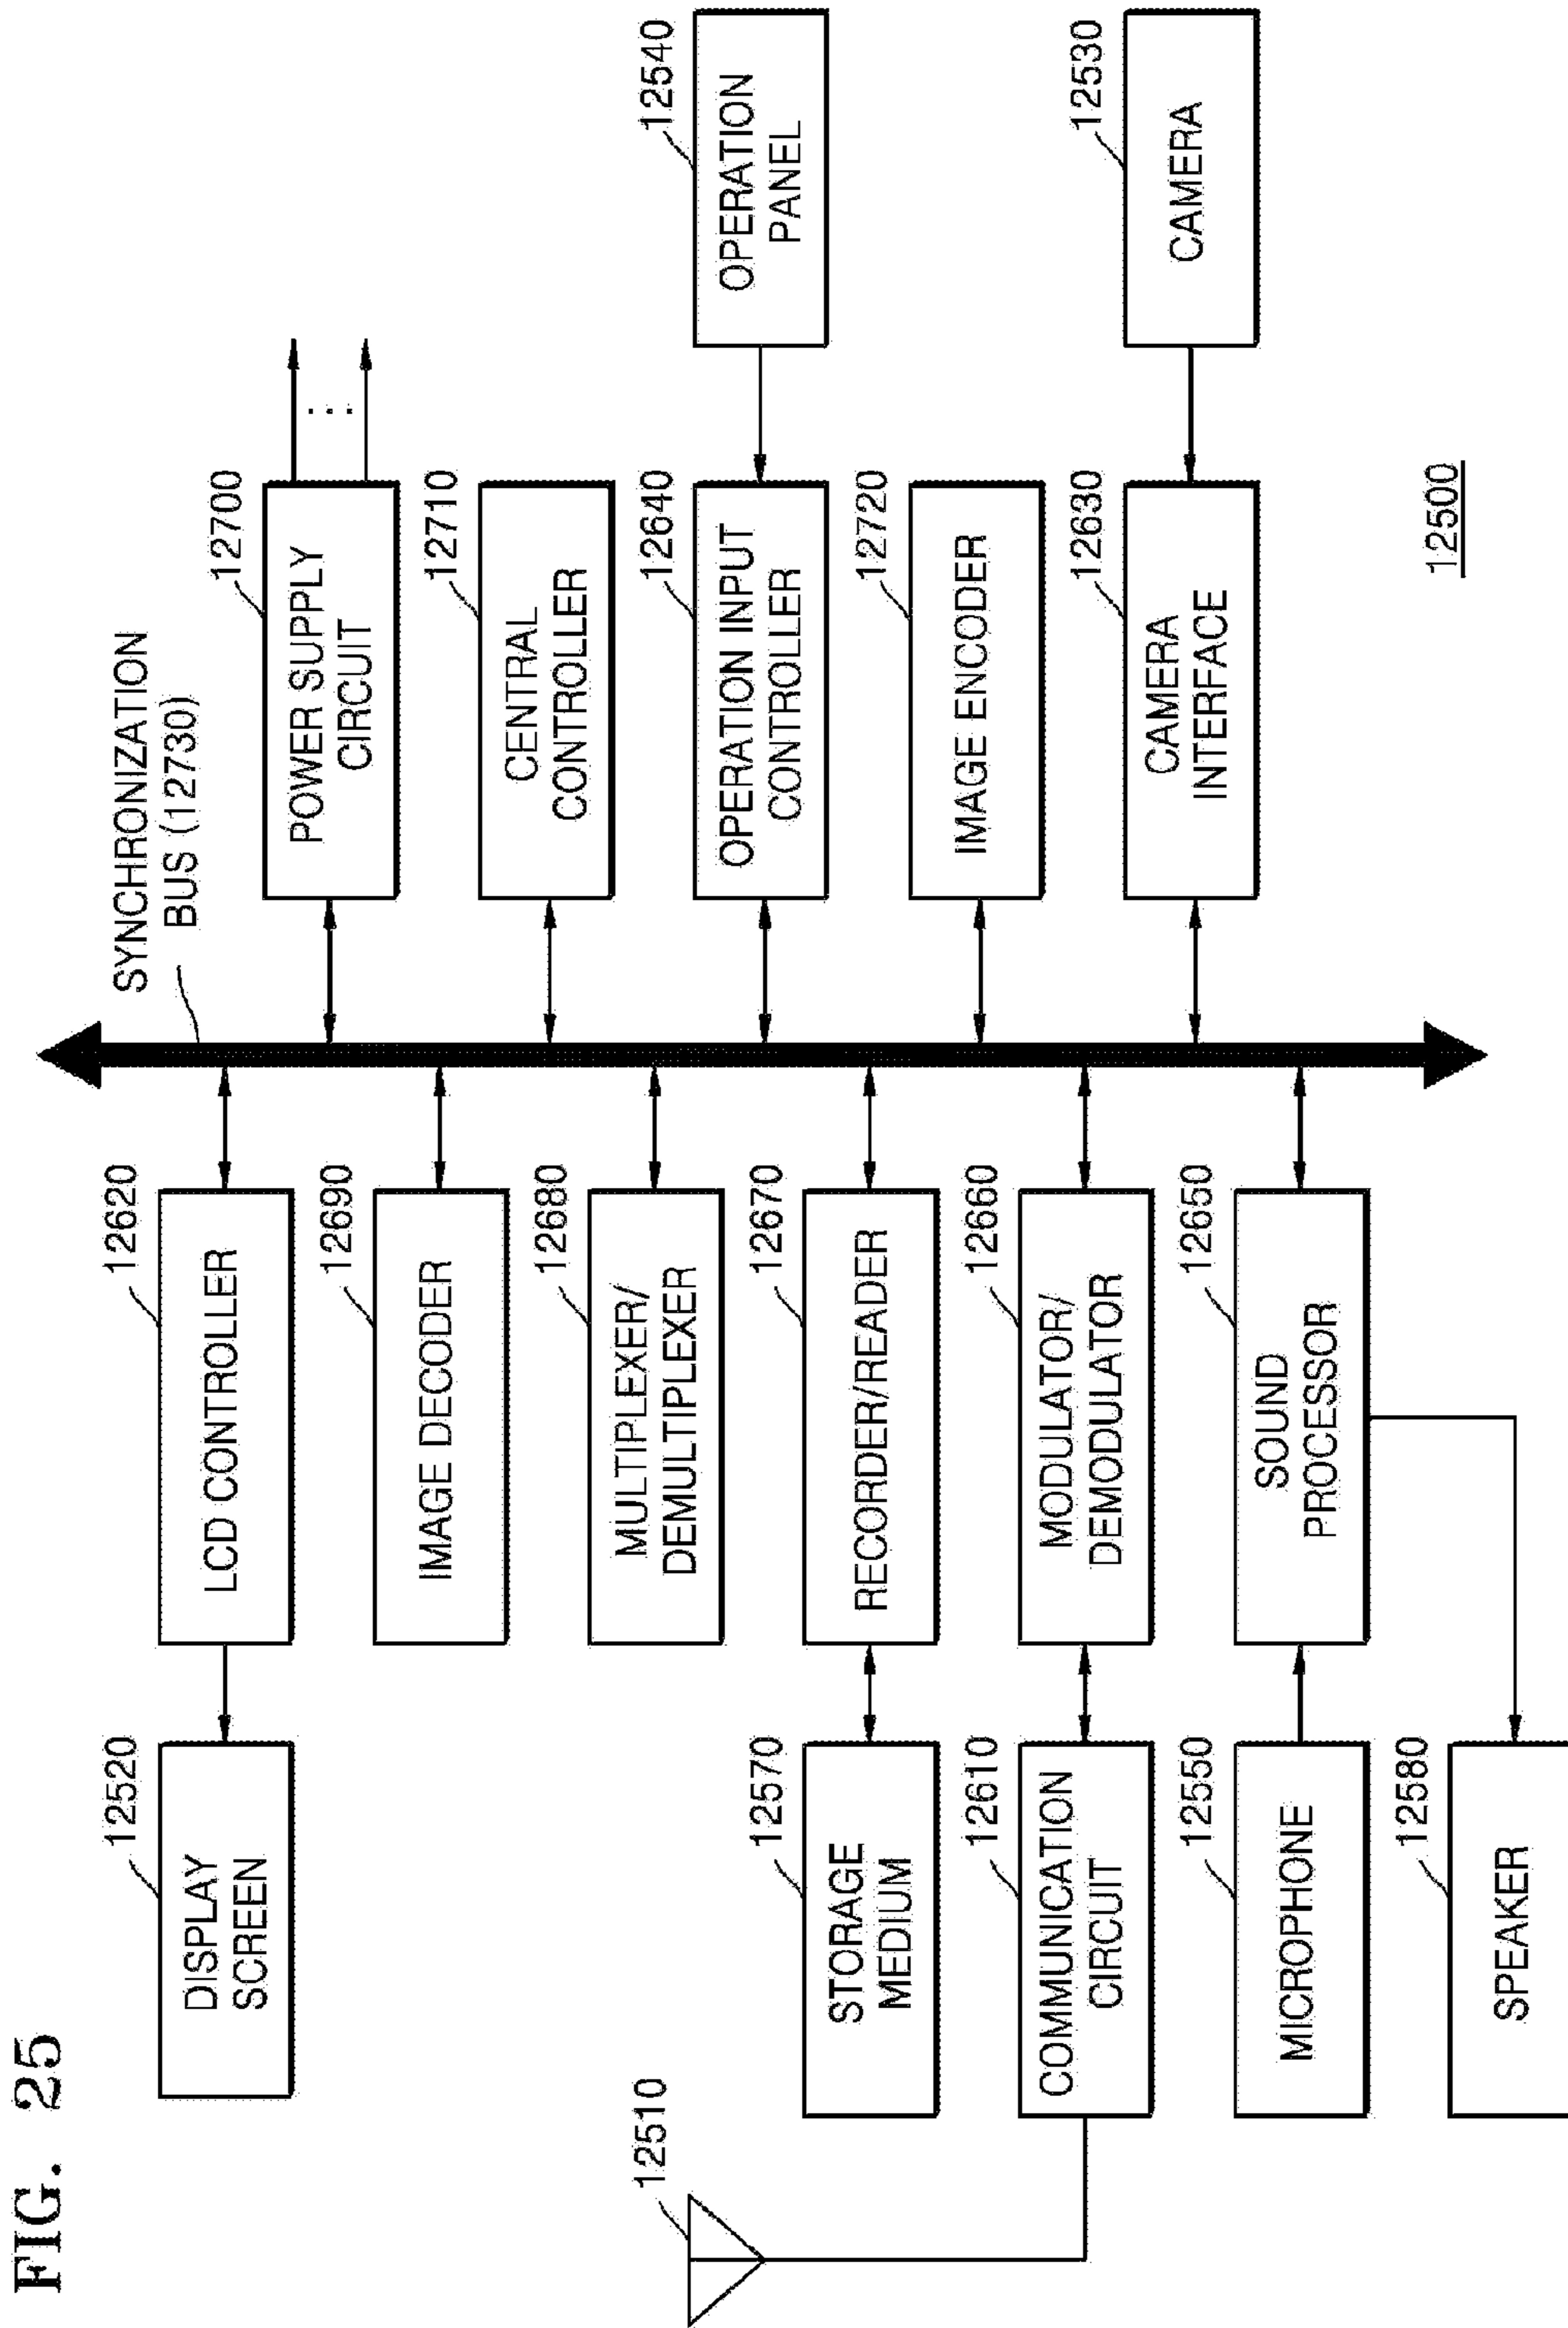 FIG. 25
12510
12520
DISPLAY
SCREEN
12620
LCD CONTROLLER
12690
IMAGE DECODER
12680
MULTIPLEXER/
DEMULTIPLEXER
12570
STORAGE
MEDIUM
12670
RECORDER/READER
12610
COMMUNICATION
CIRCUIT
12660
MODULATOR/
DEMODULATOR
12550
MICROPHONE
12650
SOUND
PROCESSOR
12580
SPEAKER
SYNCHRONIZATION
BUS (12730)
12700
POWER SUPPLY
CIRCUIT
...
12710
CENTRAL
CONTROLLER
12640
OPERATION INPUT
CONTROLLER
12540
OPERATION
PANEL
12720
IMAGE ENCODER
12630
CAMERA
INTERFACE
12530
CAMERA
12500